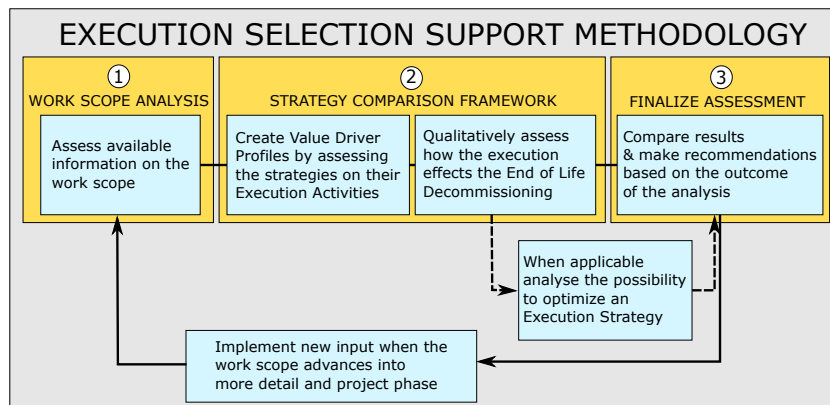 EXECUTION SELECTION SUPPORT METHODOLOGY
1
WORK SCOPE ANALYSIS
Assess available
information on the
work scope
2
STRATEGY COMPARISON FRAMEWORK
Create Value Driver
Profiles by assessing
the strategies on their
Execution Activities
Qualitatively assess
how the execution
effects the End of Life
Decommissioning
3
FINALIZE ASSESSMENT
Compare results
& make recommendations
based on the outcome
of the analysis
When applicable
analyse the possibility
to optimize an
Execution Strategy
Implement new input when the
work scope advances into
more detail and project phase